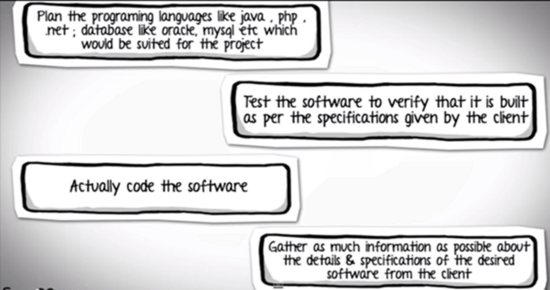 Plan the programing languages like java , php ,
.net ; database like oracle, mysql etc which
would be suited for the project
Test the software to verify that it is built
as per the specifications given by the client
Actually code the software
Gather as much information as possible about
the details & specifications of the desired
software from the client